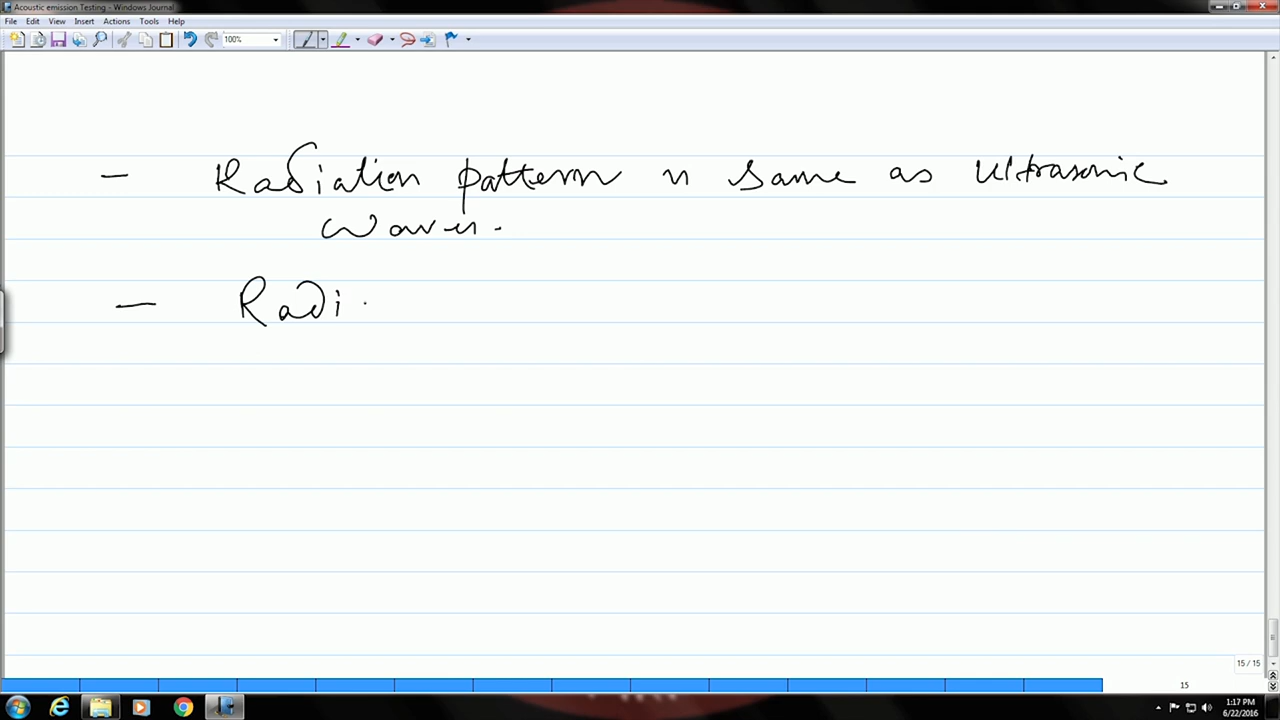 Acoustic emission Testing - Windows Journal
File Edit View Insert Actions Tools Help
100%
- Radiation pattern is same as Ultrasonic
waves.
- Radi
15 / 15
15
1:17 PM
6/22/2016